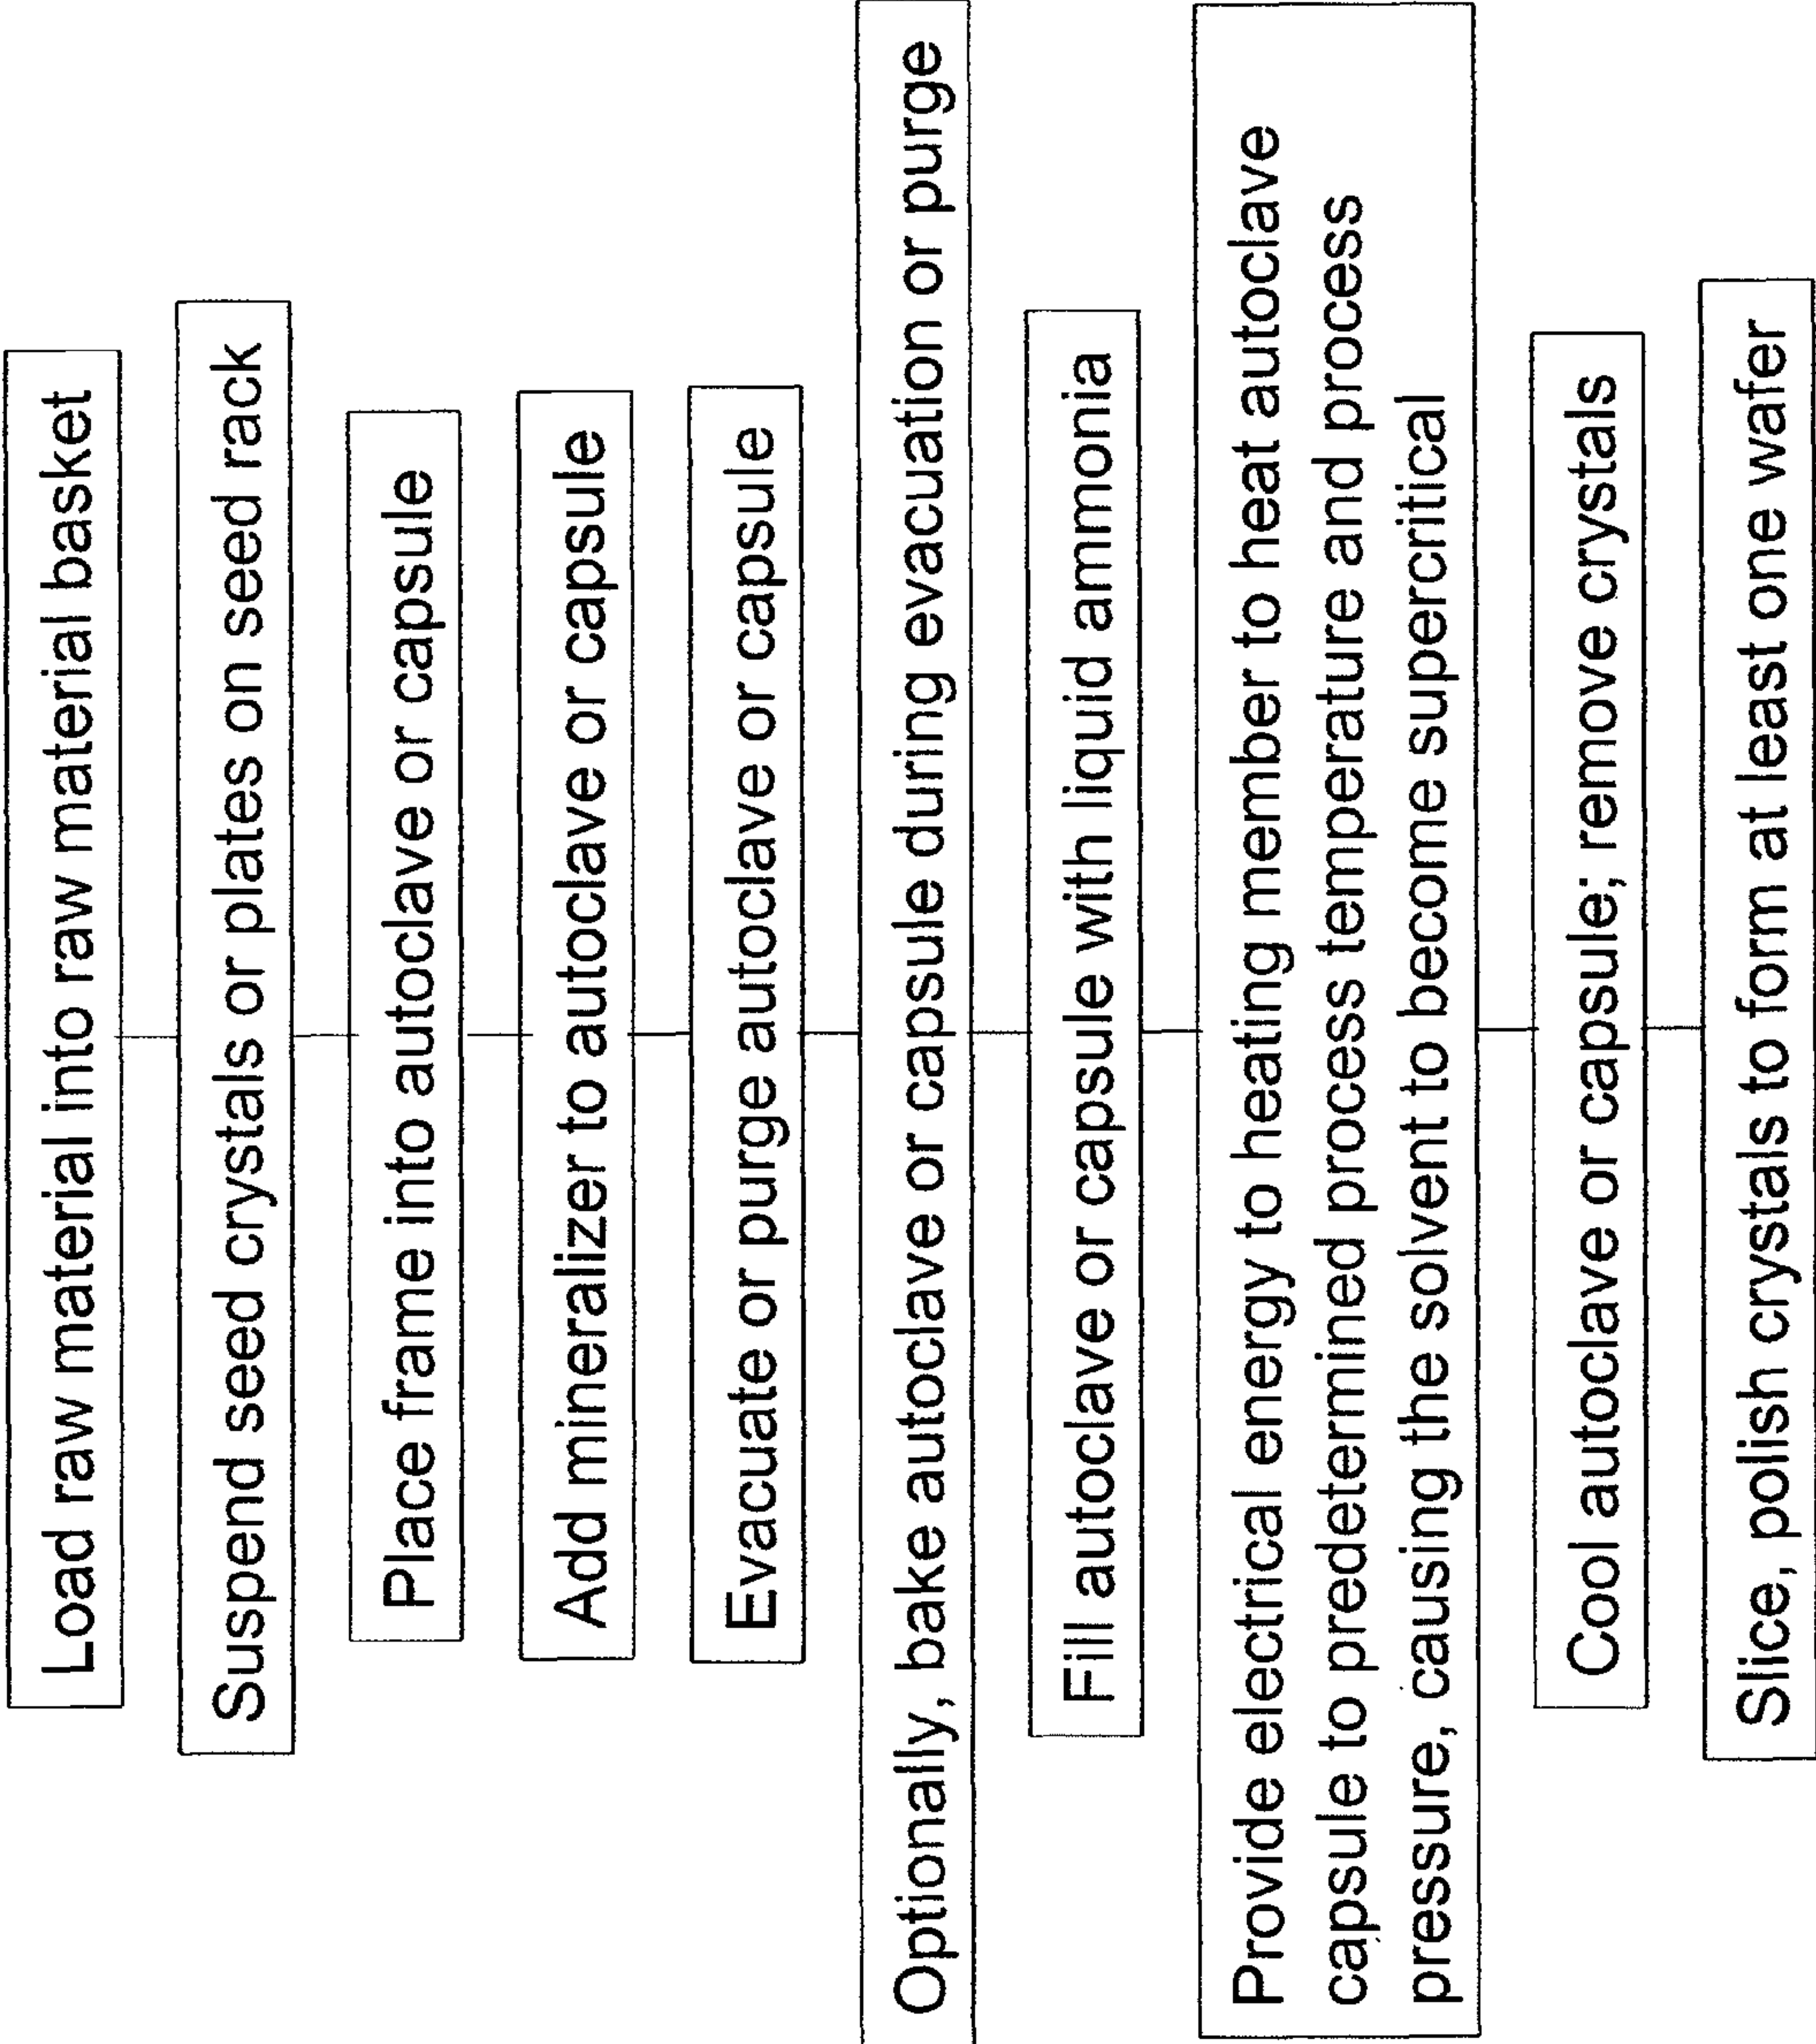 Load raw material into raw material basket
Suspend seed crystals or plates on seed rack
Place frame into autoclave or capsule
Add mineralizer to autoclave or capsule
Evacuate or purge autoclave or capsule
Optionally, bake autoclave or capsule during evacuation or purge
Fill autoclave or capsule with liquid ammonia
Provide electrical energy to heating member to heat autoclave
capsule to predetermined process temperature and process
pressure, causing the solvent to become supercritical
Cool autoclave or capsule; remove crystals
Slice, polish crystals to form at least one wafer